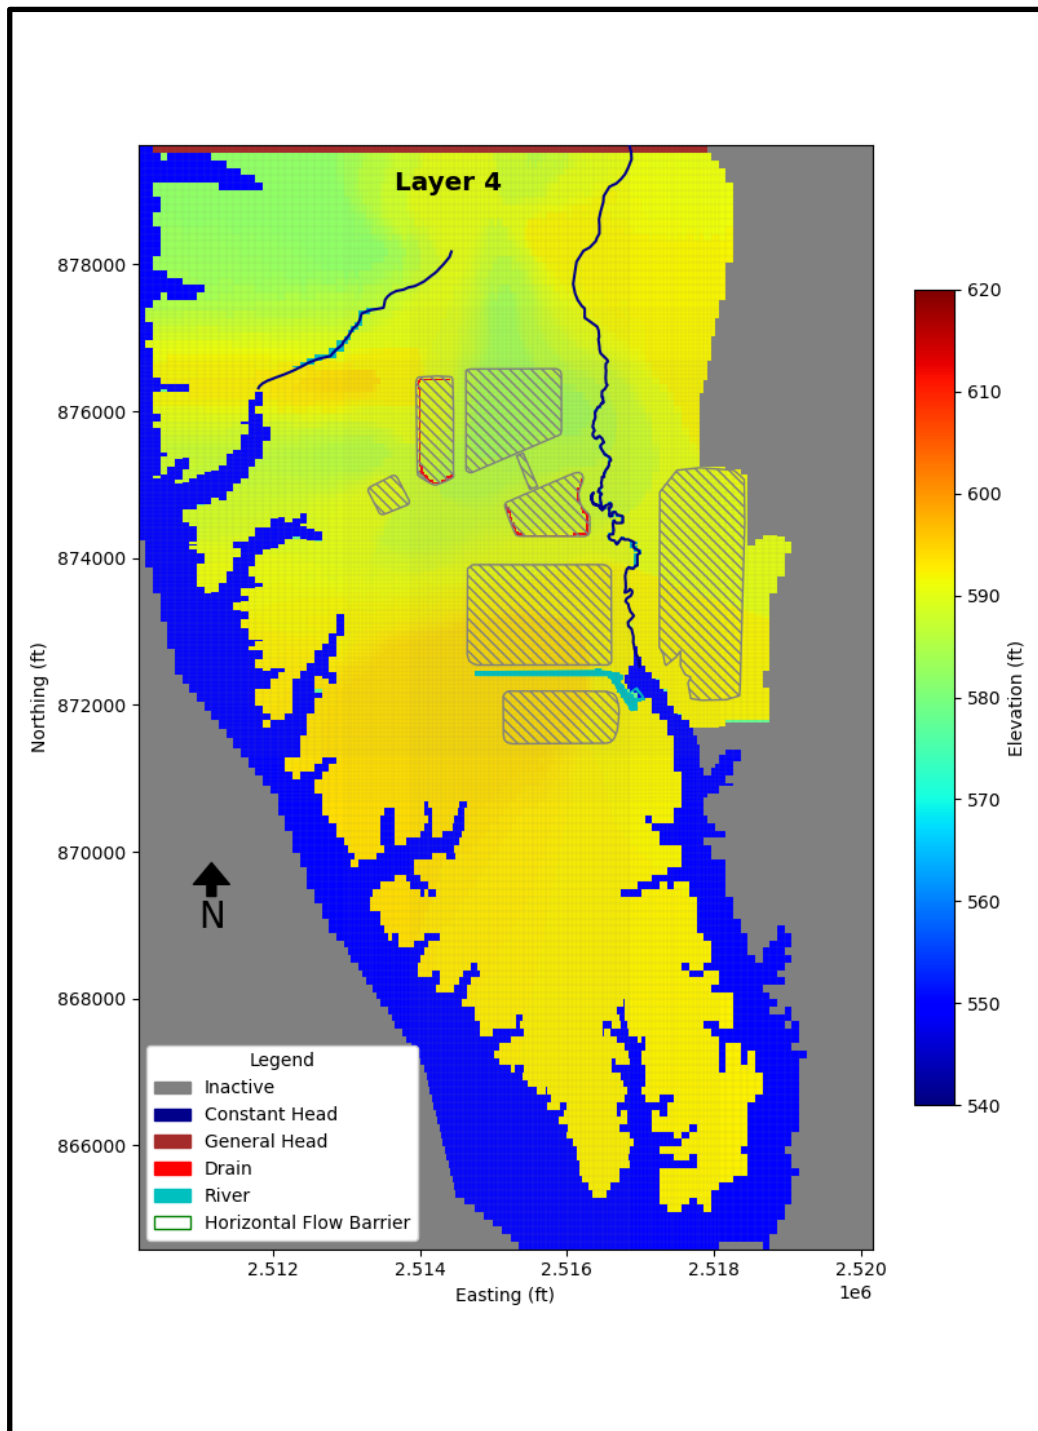 Layer 4
878000
876000
874000
872000
870000
868000
866000
Northing (ft)
N
Legend
Inactive
Constant Head
General Head
Drain
River
Horizontal Flow Barrier
2.512
2.514
2.516
2.518
2.520
1e6
Easting (ft)
620
610
600
590
580
570
560
550
540
Elevation (ft)